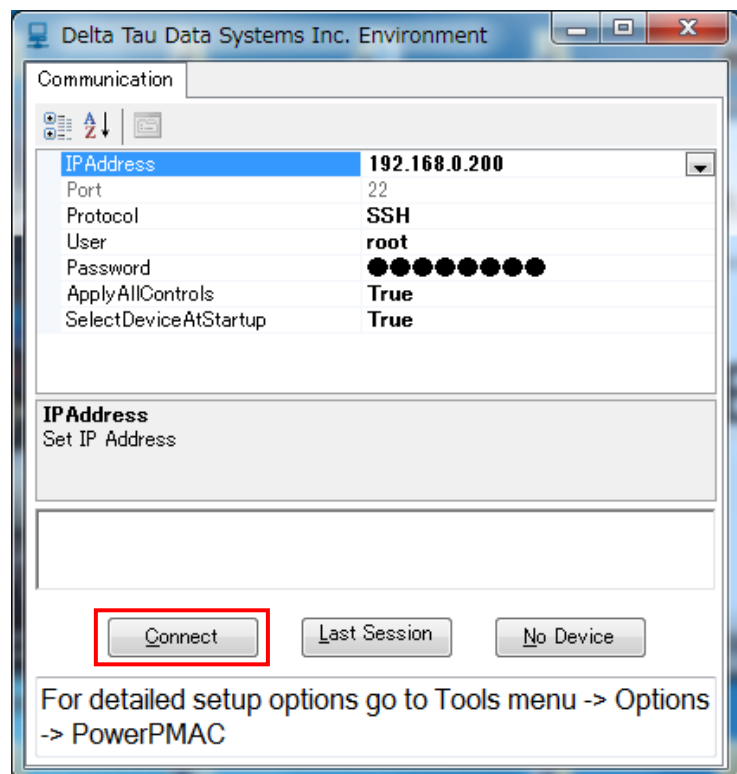 Delta Tau Data Systems Inc. Environment
Communication
IPAddress 192.168.0.200
Port 22
Protocol SSH
User root
Password ●●●●●●●●
ApplyAllControls True
SelectDeviceAtStartup True
IPAddress
Set IP Address
Connect Last Session No Device
For detailed setup options go to Tools menu -> Options
-> PowerPMAC